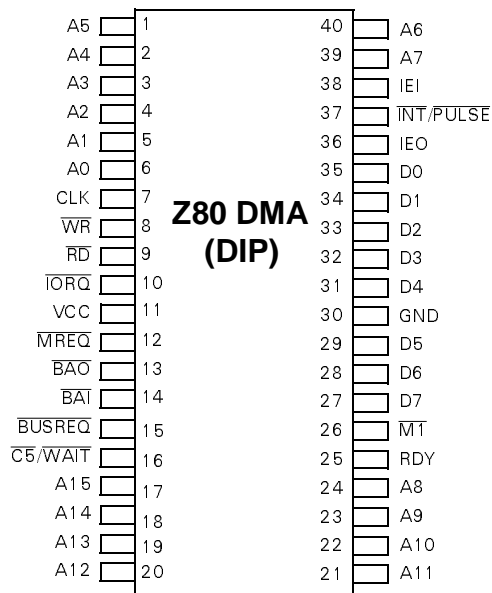 A5 1 40 A6
A4 2 39 A7
A3 3 38 IEI
A2 4 37 INT/PULSE
A1 5 36 IEO
A0 6 35 D0
CLK 7 34 D1
WR 8 33 D2
RD 9 32 D3
IORQ 10 31 D4
VCC 11 30 GND
MREQ 12 29 D5
BAO 13 28 D6
BAI 14 27 D7
BUSREQ 15 26 M1
C5/WAIT 16 25 RDY
A15 17 24 A8
A14 18 23 A9
A13 19 22 A10
A12 20 21 A11
Z80 DMA
(DIP)